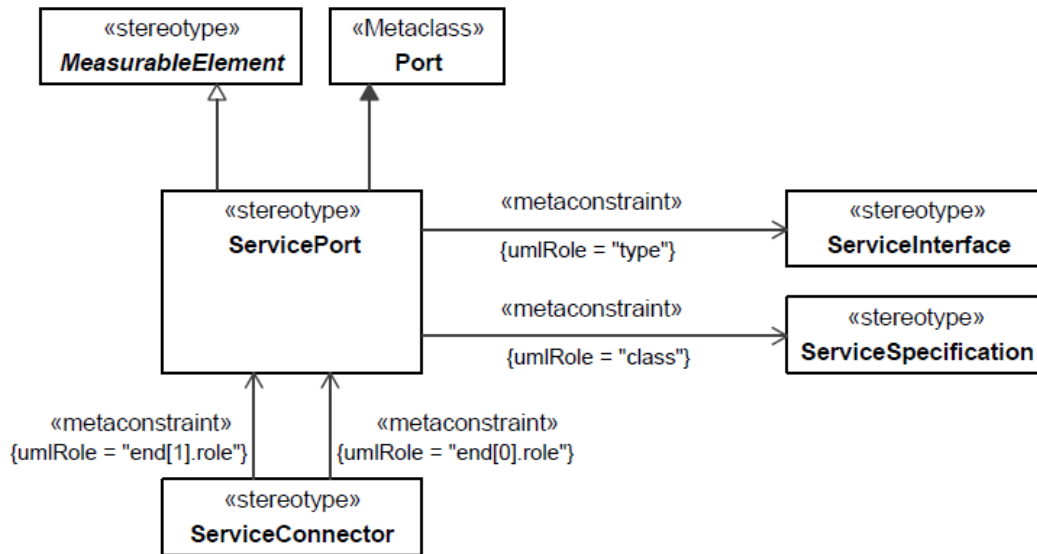 «stereotype»
MeasurableElement
«Metaclass»
Port
«stereotype»
ServicePort
«metaconstraint»
{umlRole = "type"}
«stereotype»
ServiceInterface
«metaconstraint»
{umlRole = "class"}
«stereotype»
ServiceSpecification
«metaconstraint»
{umlRole = "end[1].role"}
«metaconstraint»
{umlRole = "end[0].role"}
«stereotype»
ServiceConnector